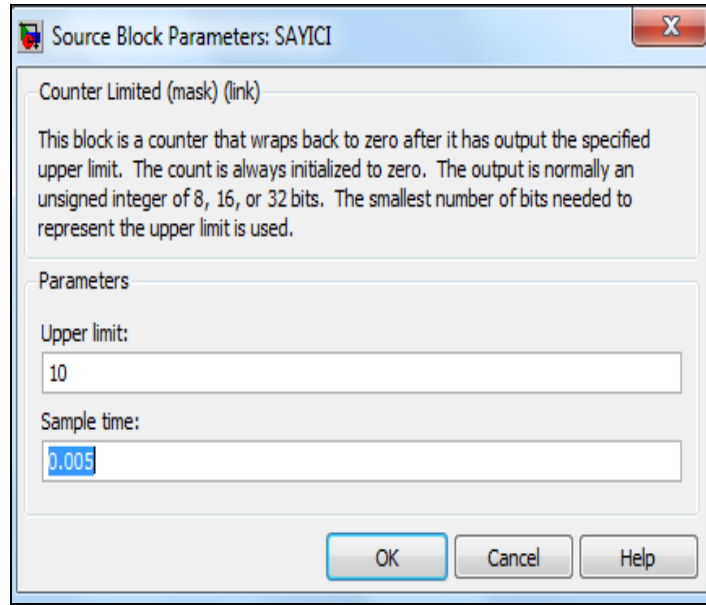 Source Block Parameters: SAYICI
Counter Limited (mask) (link)
This block is a counter that wraps back to zero after it has output the specified
upper limit. The count is always initialized to zero. The output is normally an
unsigned integer of 8, 16, or 32 bits. The smallest number of bits needed to
represent the upper limit is used.
Parameters
Upper limit:
10
Sample time:
0.005
OK Cancel Help